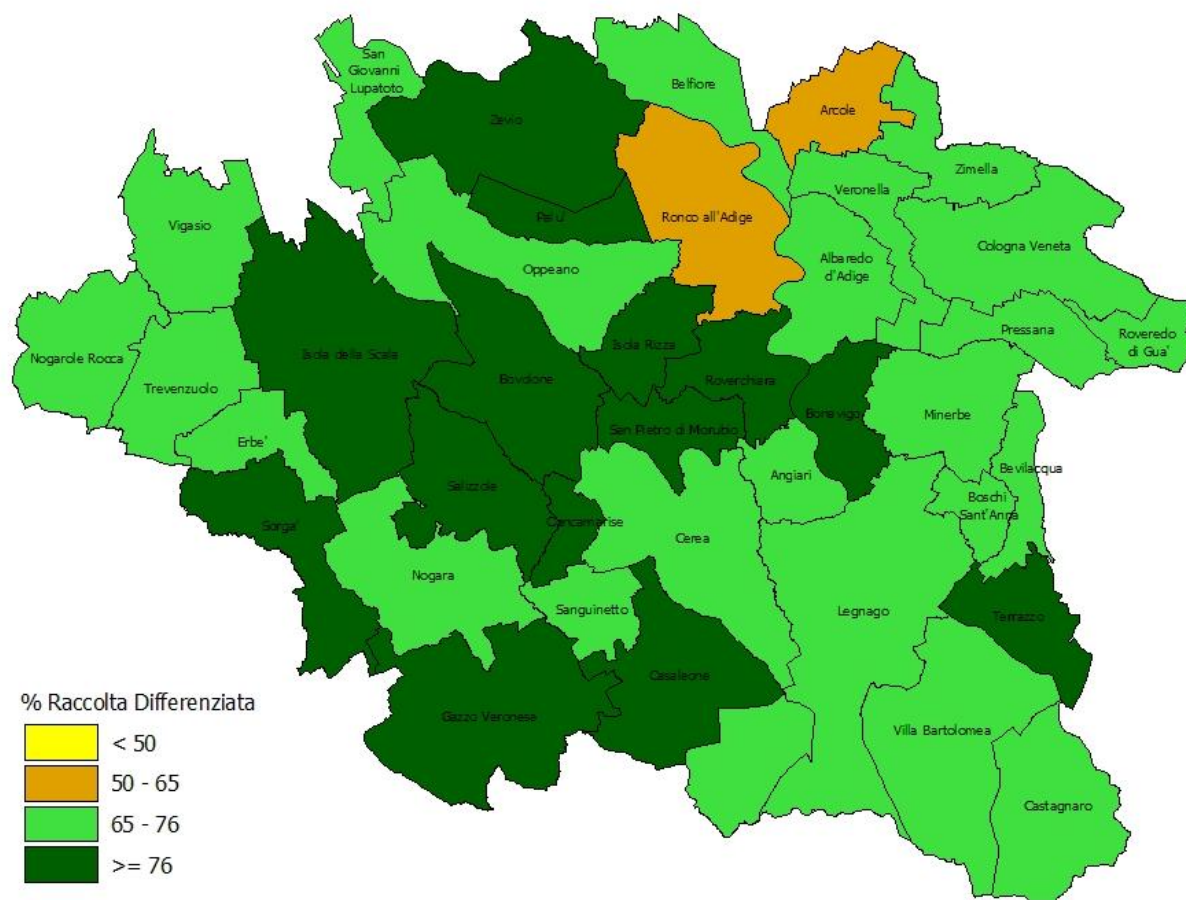 San
Giovanni
Lupatoto
Belfiore
Zevio
Arcole
Zimella
Veronella
Palu'
Ronco all'Adige
Vigasio
Cologna Veneta
Albaredo
d'Adige
Oppeano
Pressana
Roveredo
di Gua'
Isola Rizza
Isola della Scala
Nogarole Rocca
Bovolone
Roverchiara
Trevenzuolo
Bonavigo
Minerbe
San Pietro di Morubio
Erbe'
Bevilacqua
Angiari
Salizzole
Boschi
Sant'Anna
Sorga'
Concamarise
Cerea
Nogara
Sanguinetto
Legnago
Terrazzo
Casaleone
Gazzo Veronese
Villa Bartolomea
Castagnaro
% Raccolta Differenziata
< 50
50 - 65
65 - 76
>= 76